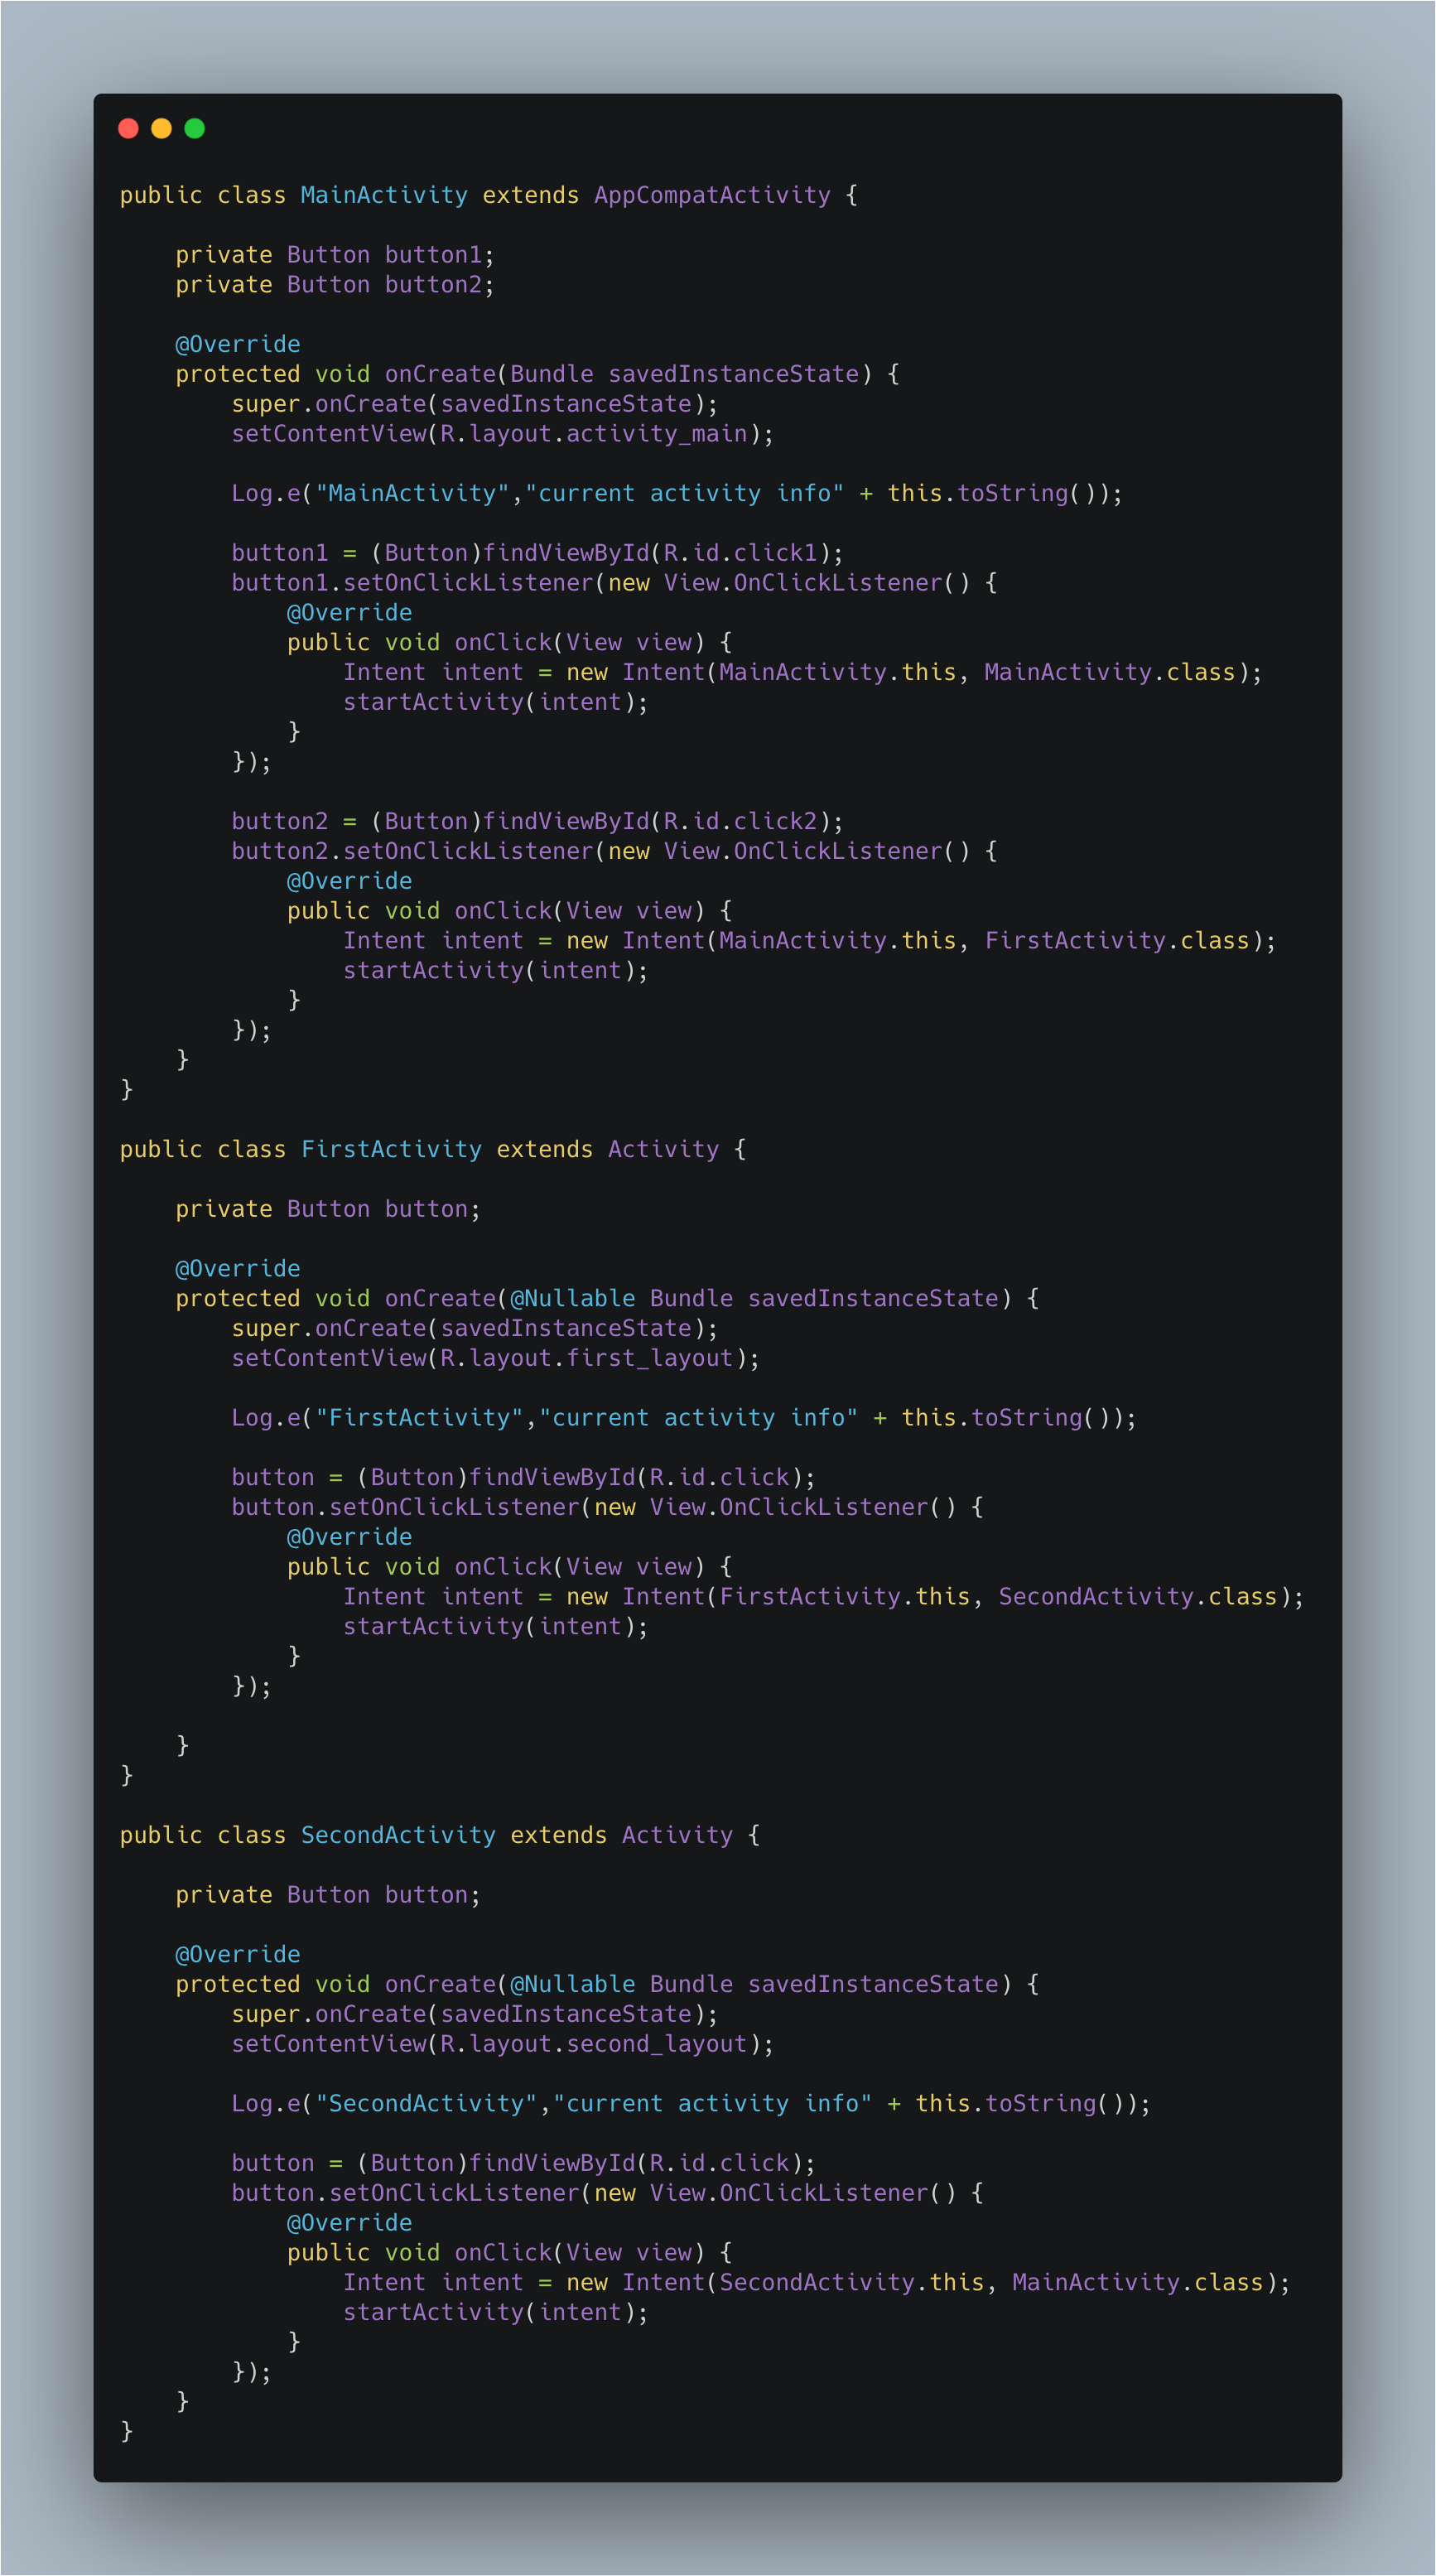 public class MainActivity extends AppCompatActivity {

    private Button button1;
    private Button button2;

    @Override
    protected void onCreate(Bundle savedInstanceState) {
        super.onCreate(savedInstanceState);
        setContentView(R.layout.activity_main);

        Log.e("MainActivity","current activity info" + this.toString());

        button1 = (Button)findViewById(R.id.click1);
        button1.setOnClickListener(new View.OnClickListener() {
            @Override
            public void onClick(View view) {
                Intent intent = new Intent(MainActivity.this, MainActivity.class);
                startActivity(intent);
            }
        });

        button2 = (Button)findViewById(R.id.click2);
        button2.setOnClickListener(new View.OnClickListener() {
            @Override
            public void onClick(View view) {
                Intent intent = new Intent(MainActivity.this, FirstActivity.class);
                startActivity(intent);
            }
        });
    }
}

public class FirstActivity extends Activity {

    private Button button;

    @Override
    protected void onCreate(@Nullable Bundle savedInstanceState) {
        super.onCreate(savedInstanceState);
        setContentView(R.layout.first_layout);

        Log.e("FirstActivity","current activity info" + this.toString());

        button = (Button)findViewById(R.id.click);
        button.setOnClickListener(new View.OnClickListener() {
            @Override
            public void onClick(View view) {
                Intent intent = new Intent(FirstActivity.this, SecondActivity.class);
                startActivity(intent);
            }
        });

    }
}

public class SecondActivity extends Activity {

    private Button button;

    @Override
    protected void onCreate(@Nullable Bundle savedInstanceState) {
        super.onCreate(savedInstanceState);
        setContentView(R.layout.second_layout);

        Log.e("SecondActivity","current activity info" + this.toString());

        button = (Button)findViewById(R.id.click);
        button.setOnClickListener(new View.OnClickListener() {
            @Override
            public void onClick(View view) {
                Intent intent = new Intent(SecondActivity.this, MainActivity.class);
                startActivity(intent);
            }
        });
    }
}